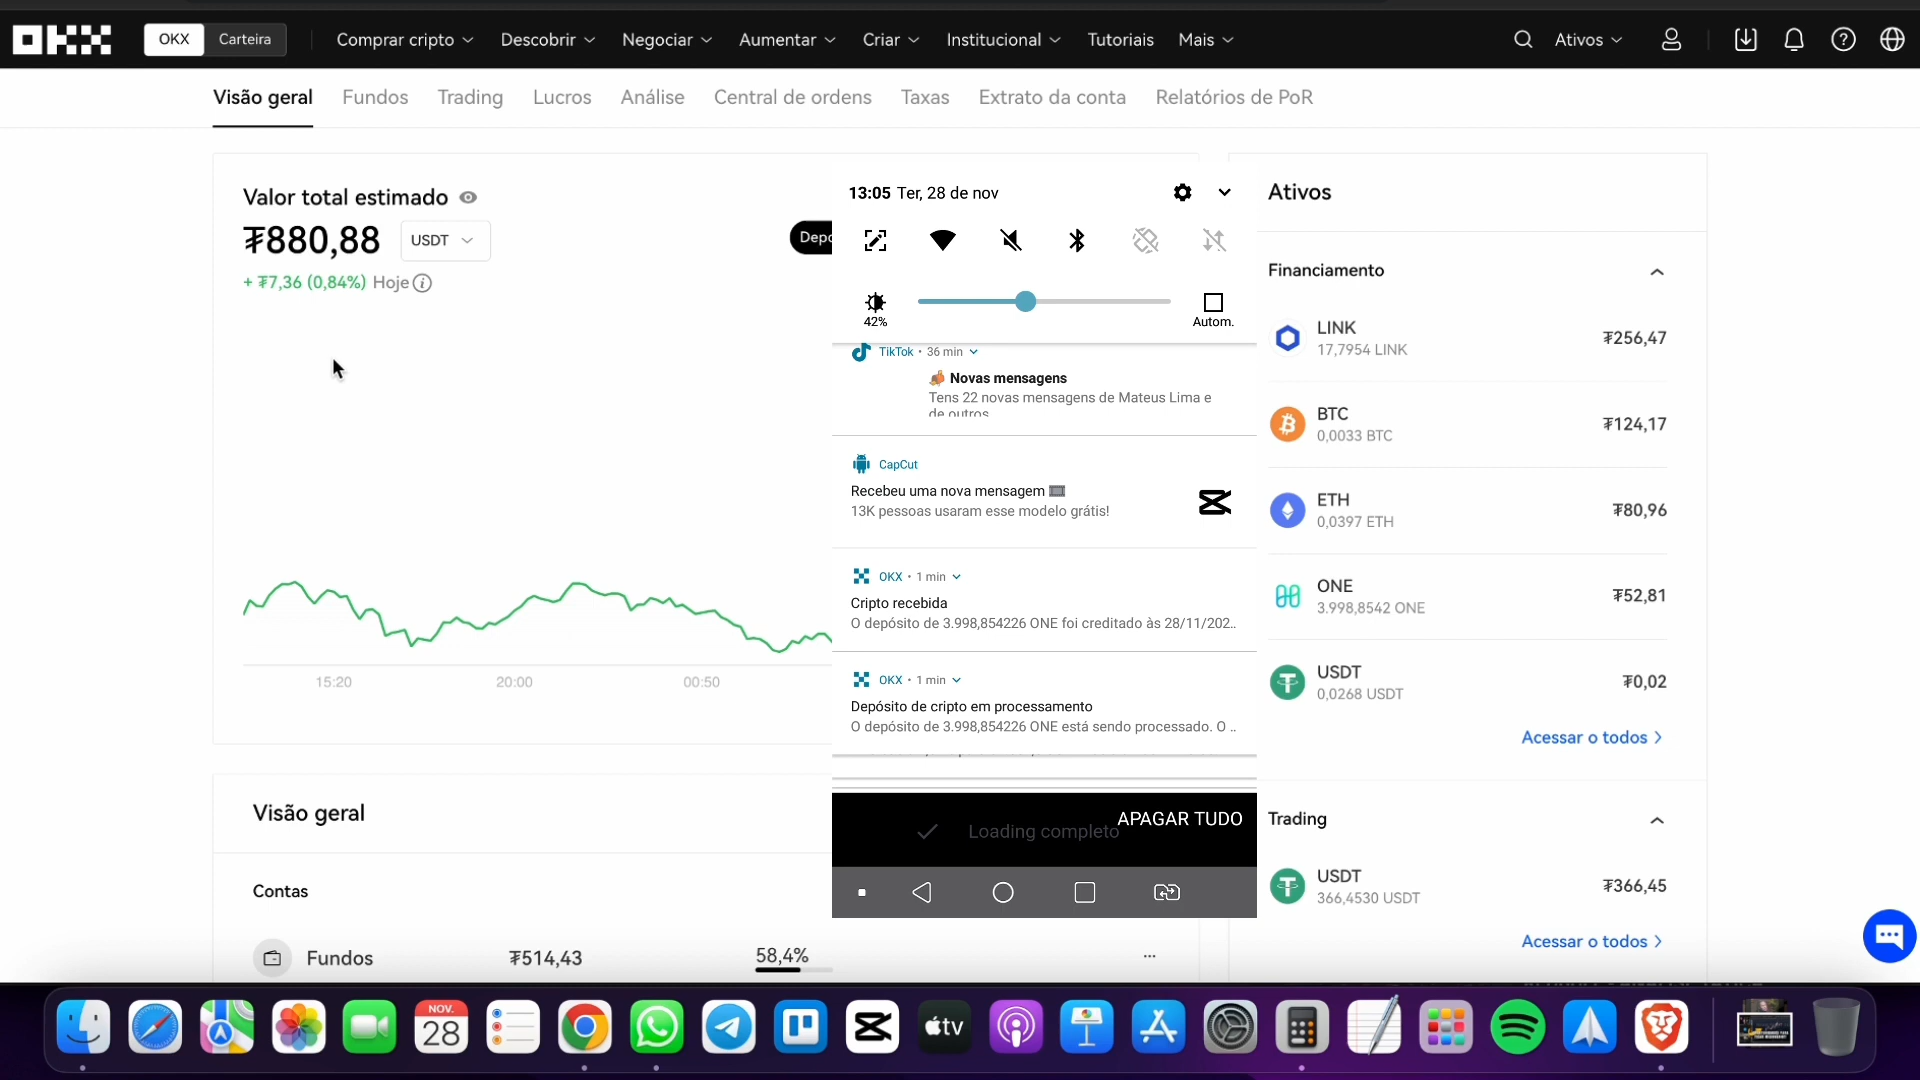 OKX
OKX
Carteira
Comprar cripto
Descobrir
Negociar
Aumentar
Criar
Institucional
Tutoriais
Mais
Ativos
Visão geral
Fundos
Trading
Lucros
Análise
Central de ordens
Taxas
Extrato da conta
Relatórios de PoR
Valor total estimado
₮880,88
USDT
+ ₮7,36 (0,84%) Hoje
Depo
15:20
20:00
00:50
Visão geral
Contas
Fundos
₮514,43
58,4%
13:05 Ter, 28 de nov
42%
Autom.
TikTok • 36 min
Novas mensagens
Tens 22 novas mensagens de Mateus Lima e
de outros
CapCut
Recebeu uma nova mensagem
13K pessoas usaram esse modelo grátis!
OKX • 1 min
Cripto recebida
O depósito de 3.998,854226 ONE foi creditado às 28/11/202..
OKX • 1 min
Depósito de cripto em processamento
O depósito de 3.998,854226 ONE está sendo processado. O ..
Loading completo
APAGAR TUDO
Ativos
Financiamento
LINK
17,7954 LINK
₮256,47
BTC
0,0033 BTC
₮124,17
ETH
0,0397 ETH
₮80,96
ONE
3.998,8542 ONE
₮52,81
USDT
0,0268 USDT
₮0,02
Acessar o todos
Trading
USDT
366,4530 USDT
₮366,45
Acessar o todos
NOV.
28
tv